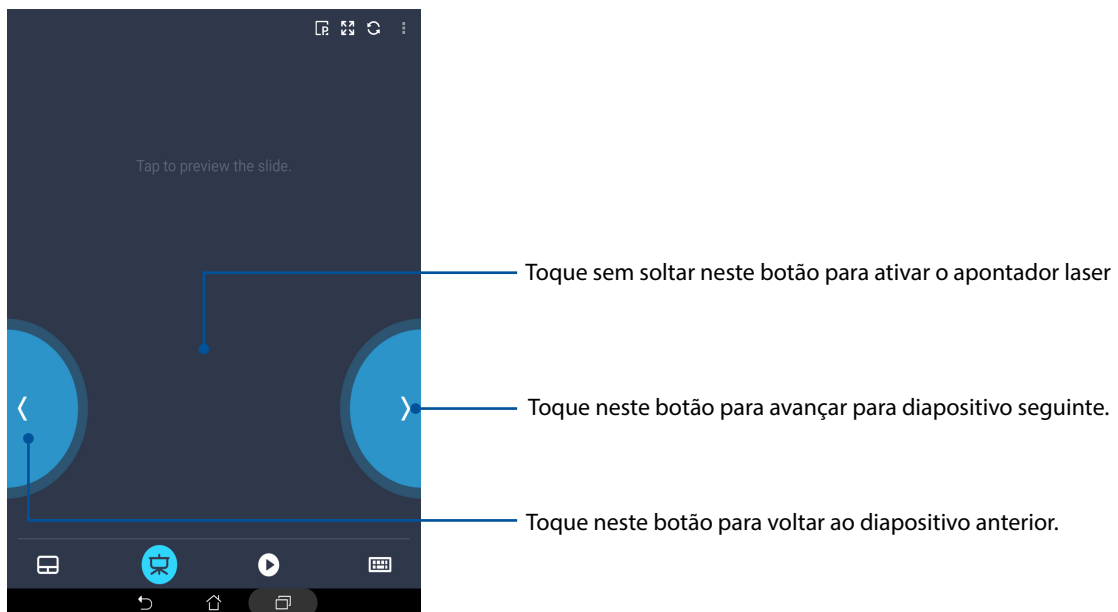 Tap to preview the slide.
Toque sem soltar neste botão para ativar o apontador laser
Toque neste botão para avançar para diapositivo seguinte.
Toque neste botão para voltar ao diapositivo anterior.